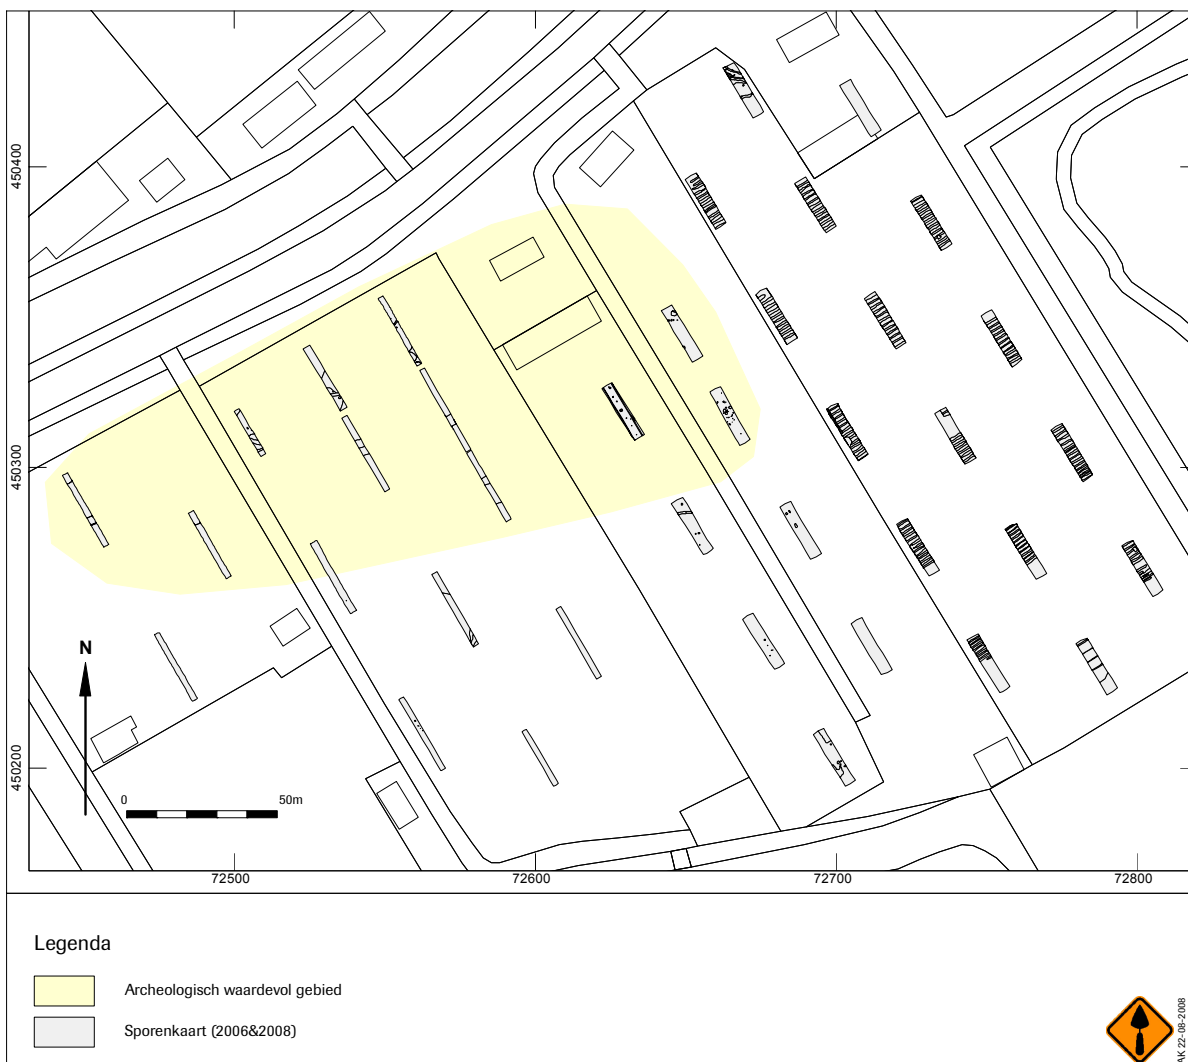 450400
450300
450200
N
0
50m
72500
72600
72700
72800
Legenda
Archeologisch waardevol gebied
Sporenkaart (2006&2008)
AK 22-08-2008